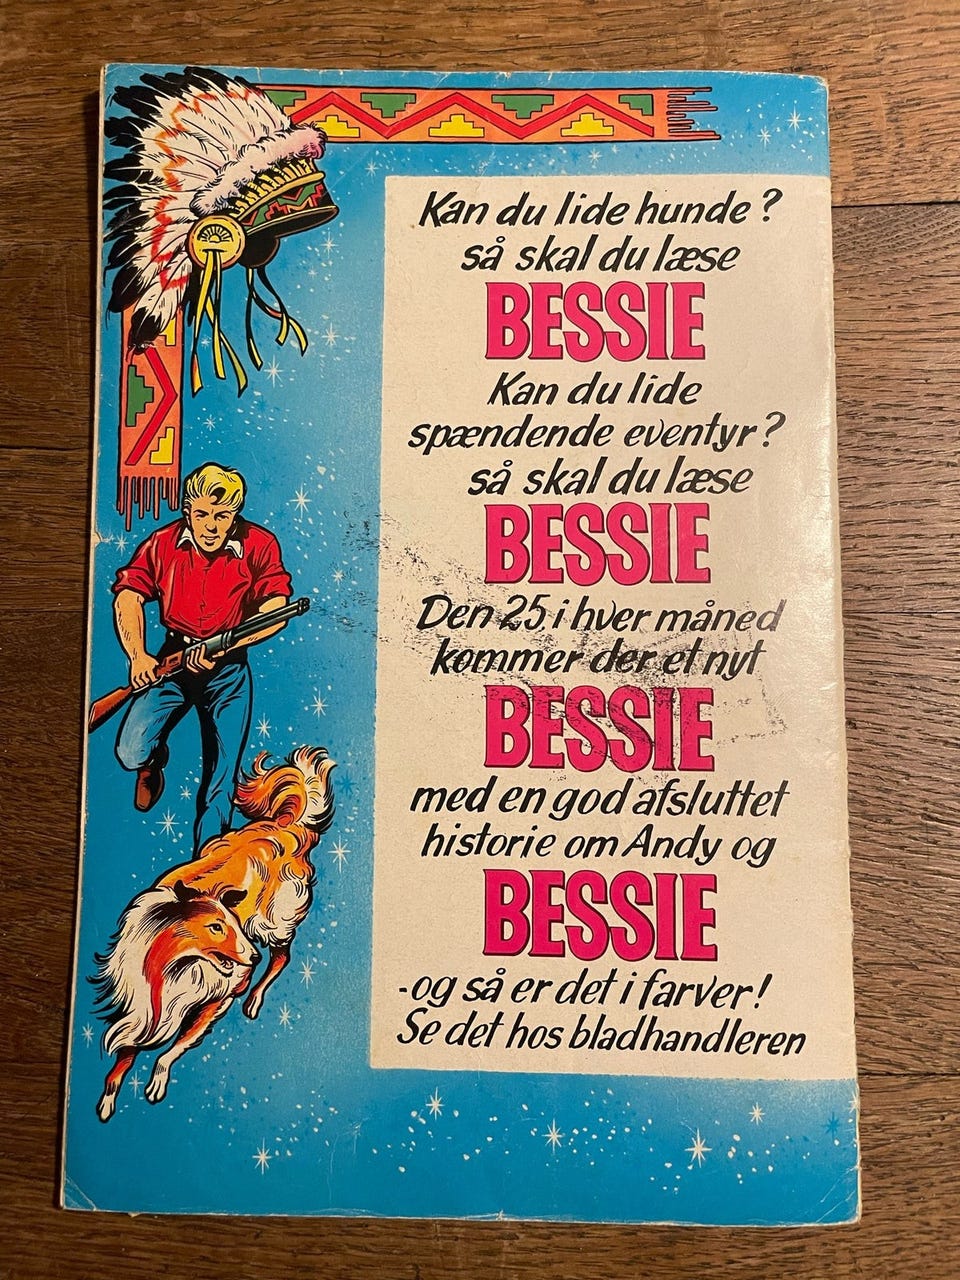 Kan du lide hunde?
så skal du læse
BESSIE
Kan du lide
spændende eventyr?
så skal du læse
BESSIE
Den 25 i hver måned
kommer der et nyt
BESSIE
med en god afsluttet
historie om Andy og
BESSIE
-og så er det i farver!
Se det hos bladhandleren